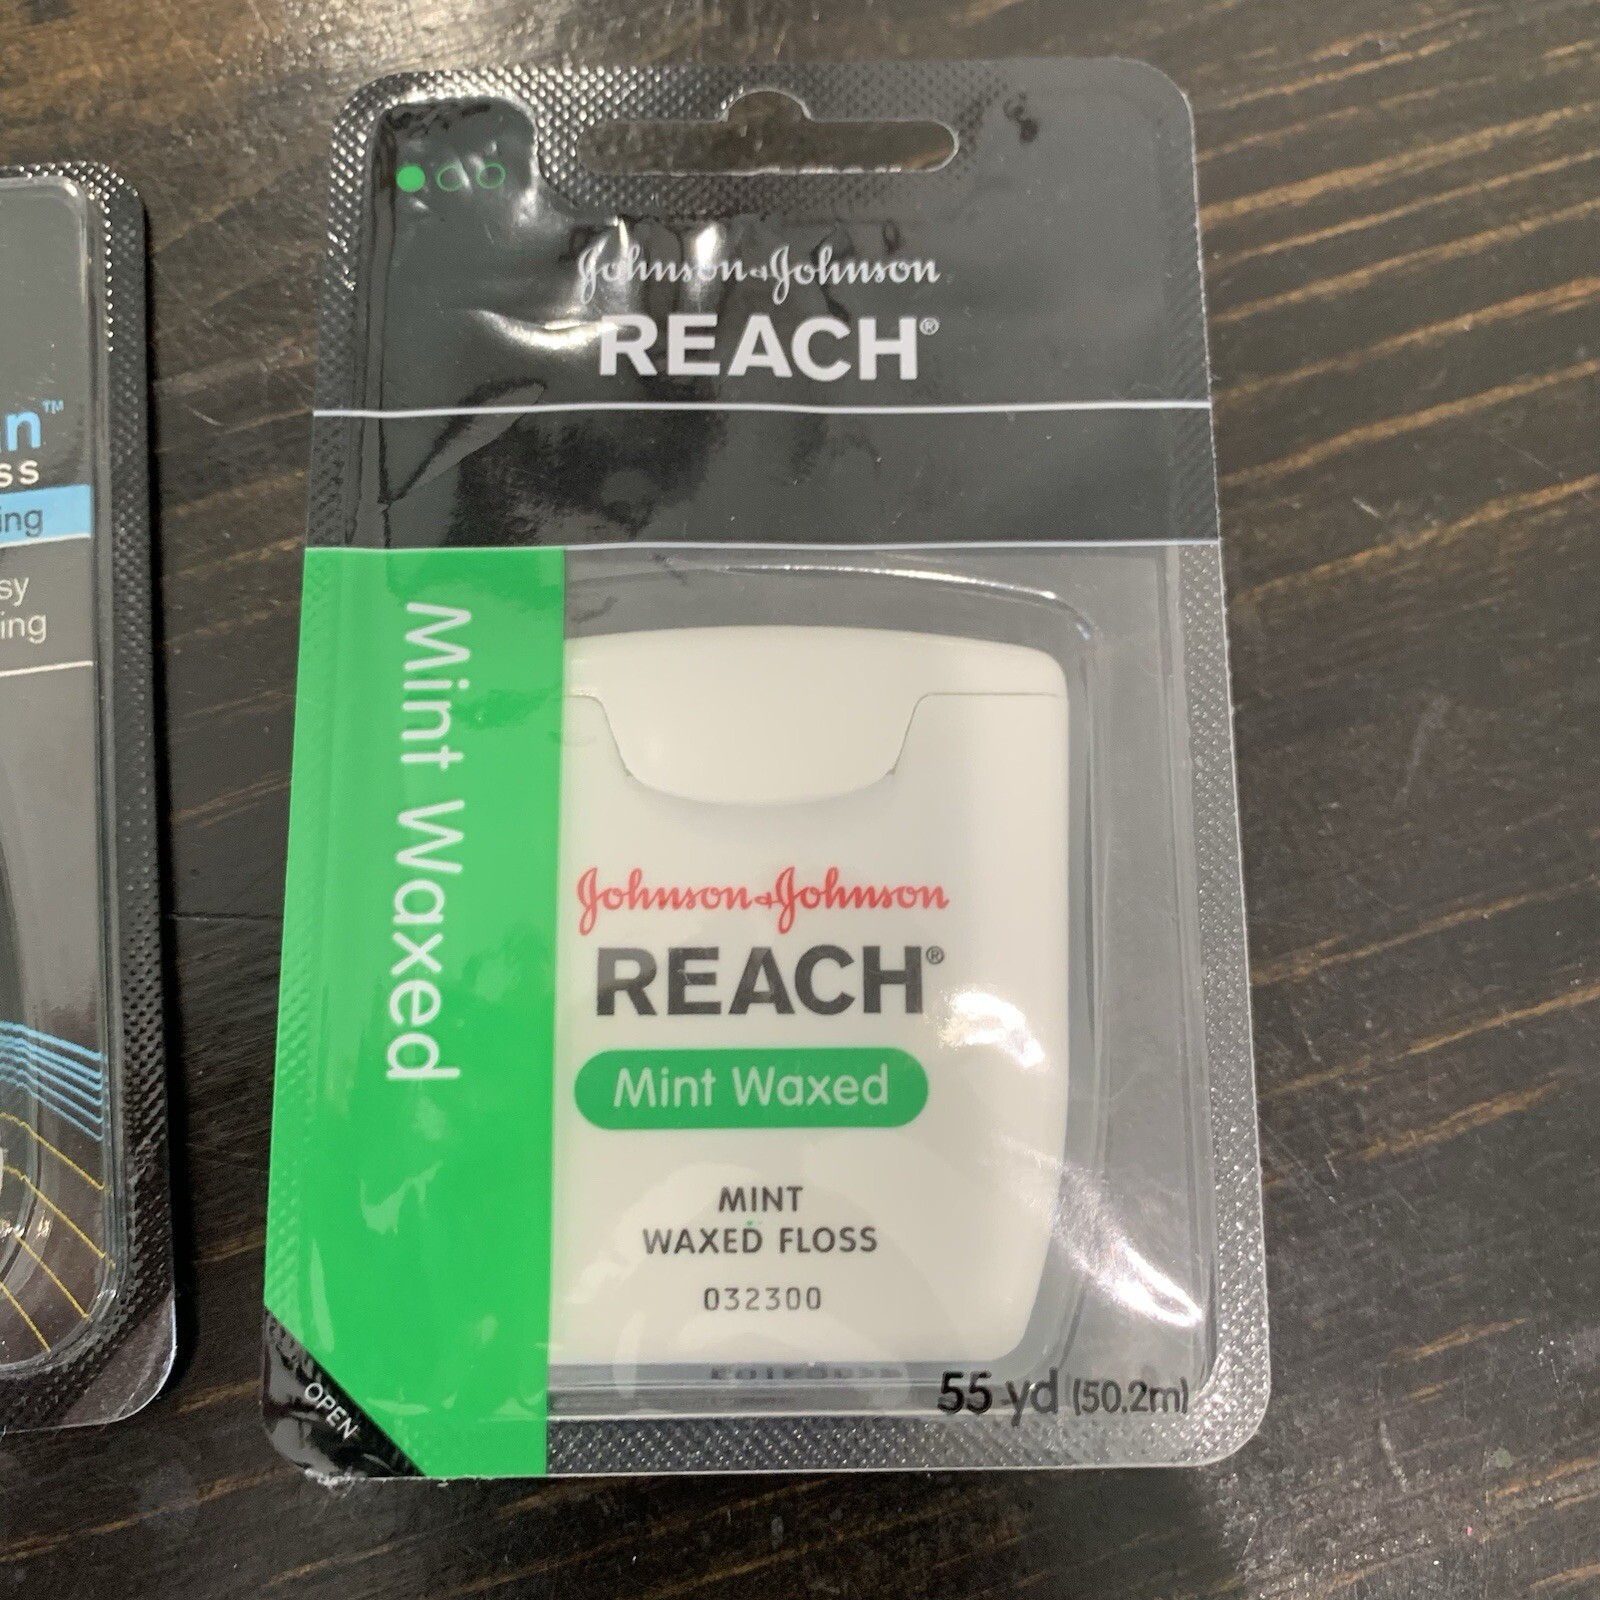 Johnson & Johnson
REACH®
Mint Waxed
Johnson & Johnson
REACH®
Mint Waxed
MINT
WAXED FLOSS
032300
55 yd (50.2m)
OPEN